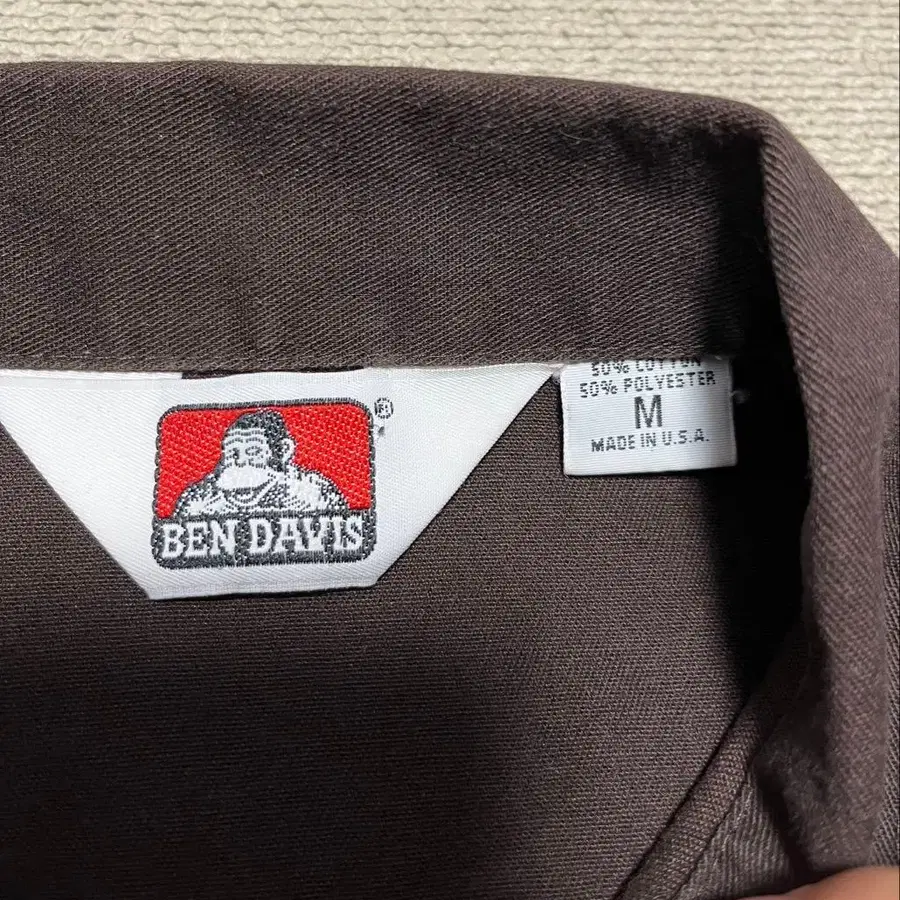 BEN DAVIS
®
50% COTTON
50% POLYESTER
M
MADE IN U.S.A.